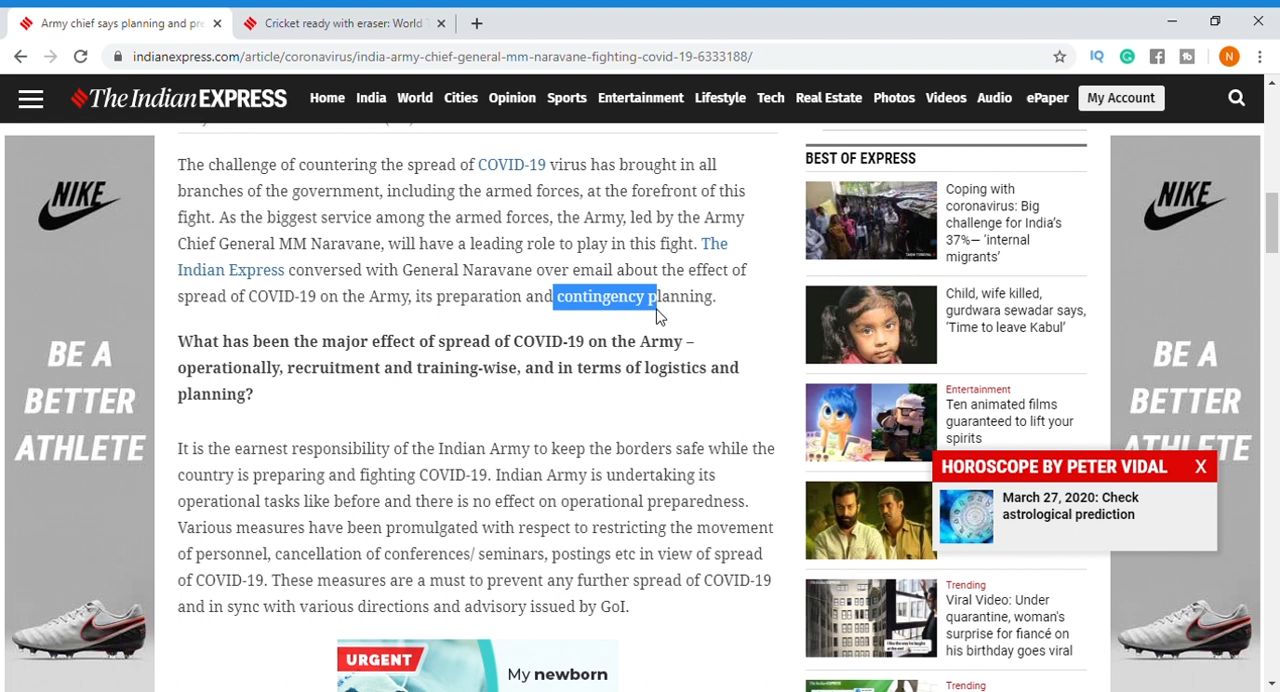 Army chief says planning and pre
Cricket ready with eraser: World T
indianexpress.com/article/coronavirus/india-army-chief-general-mm-naravane-fighting-covid-19-6333188/
IQ
N
The Indian EXPRESS
Home India World Cities Opinion Sports Entertainment Lifestyle Tech Real Estate Photos Videos Audio ePaper My Account
The challenge of countering the spread of COVID-19 virus has brought in all
branches of the government, including the armed forces, at the forefront of this
fight. As the biggest service among the armed forces, the Army, led by the Army
Chief General MM Naravane, will have a leading role to play in this fight. The
Indian Express conversed with General Naravane over email about the effect of
spread of COVID-19 on the Army, its preparation and contingency planning.
What has been the major effect of spread of COVID-19 on the Army –
operationally, recruitment and training-wise, and in terms of logistics and
planning?
It is the earnest responsibility of the Indian Army to keep the borders safe while the
country is preparing and fighting COVID-19. Indian Army is undertaking its
operational tasks like before and there is no effect on operational preparedness.
Various measures have been promulgated with respect to restricting the movement
of personnel, cancellation of conferences/ seminars, postings etc in view of spread
of COVID-19. These measures are a must to prevent any further spread of COVID-19
and in sync with various directions and advisory issued by GoI.
URGENT
My newborn
BEST OF EXPRESS
Coping with
coronavirus: Big
challenge for India's
37%— 'internal
migrants'
Child, wife killed,
gurdwara sewadar says,
'Time to leave Kabul'
Entertainment
Ten animated films
guaranteed to lift your
spirits
HOROSCOPE BY PETER VIDAL X
March 27, 2020: Check
astrological prediction
Trending
Viral Video: Under
quarantine, woman's
surprise for fiancé on
his birthday goes viral
Trending
NIKE
BE A
BETTER
ATHLETE
NIKE
BE A
BETTER
ATHLETE